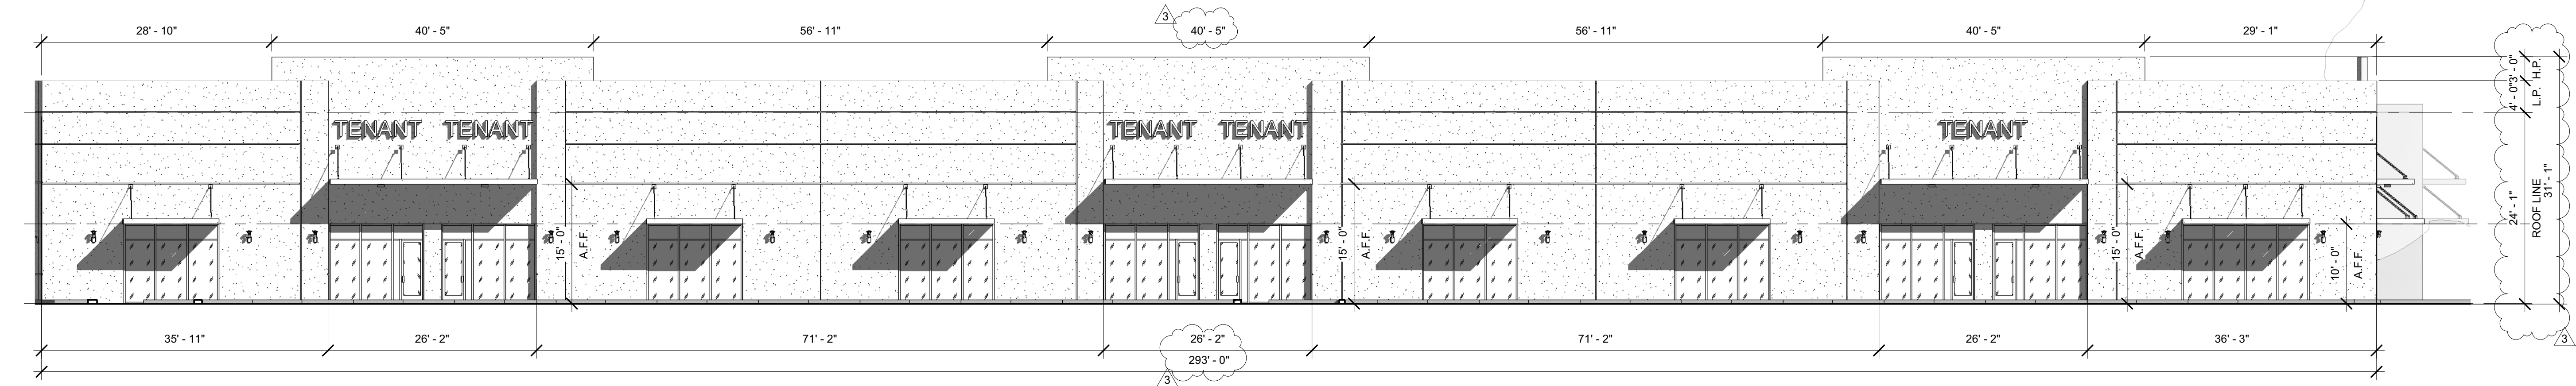 3
28' - 10"
40' - 5"
56' - 11"
40' - 5"
56' - 11"
40' - 5"
29' - 1"
3' - 0"
H.P.
4' - 0"
L.P.
TENANT TENANT
TENANT TENANT
TENANT
24' - 1"
ROOF LINE
31' - 1"
15' - 0"
A.F.F.
15' - 0"
A.F.F.
15' - 0"
A.F.F.
10' - 0"
A.F.F.
35' - 11"
26' - 2"
71' - 2"
26' - 2"
71' - 2"
26' - 2"
36' - 3"
3
293' - 0"
3